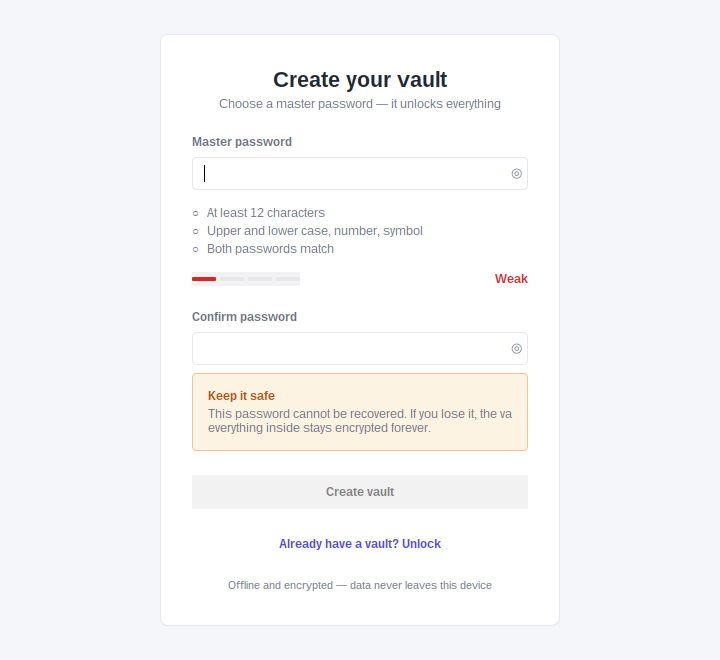 Create your vault
Choose a master password — it unlocks everything
Master password
At least 12 characters
Upper and lower case, number, symbol
Both passwords match
Weak
Confirm password
Keep it safe
This password cannot be recovered. If you lose it, the va
everything inside stays encrypted forever.
Create vault
Already have a vault? Unlock
Offline and encrypted — data never leaves this device